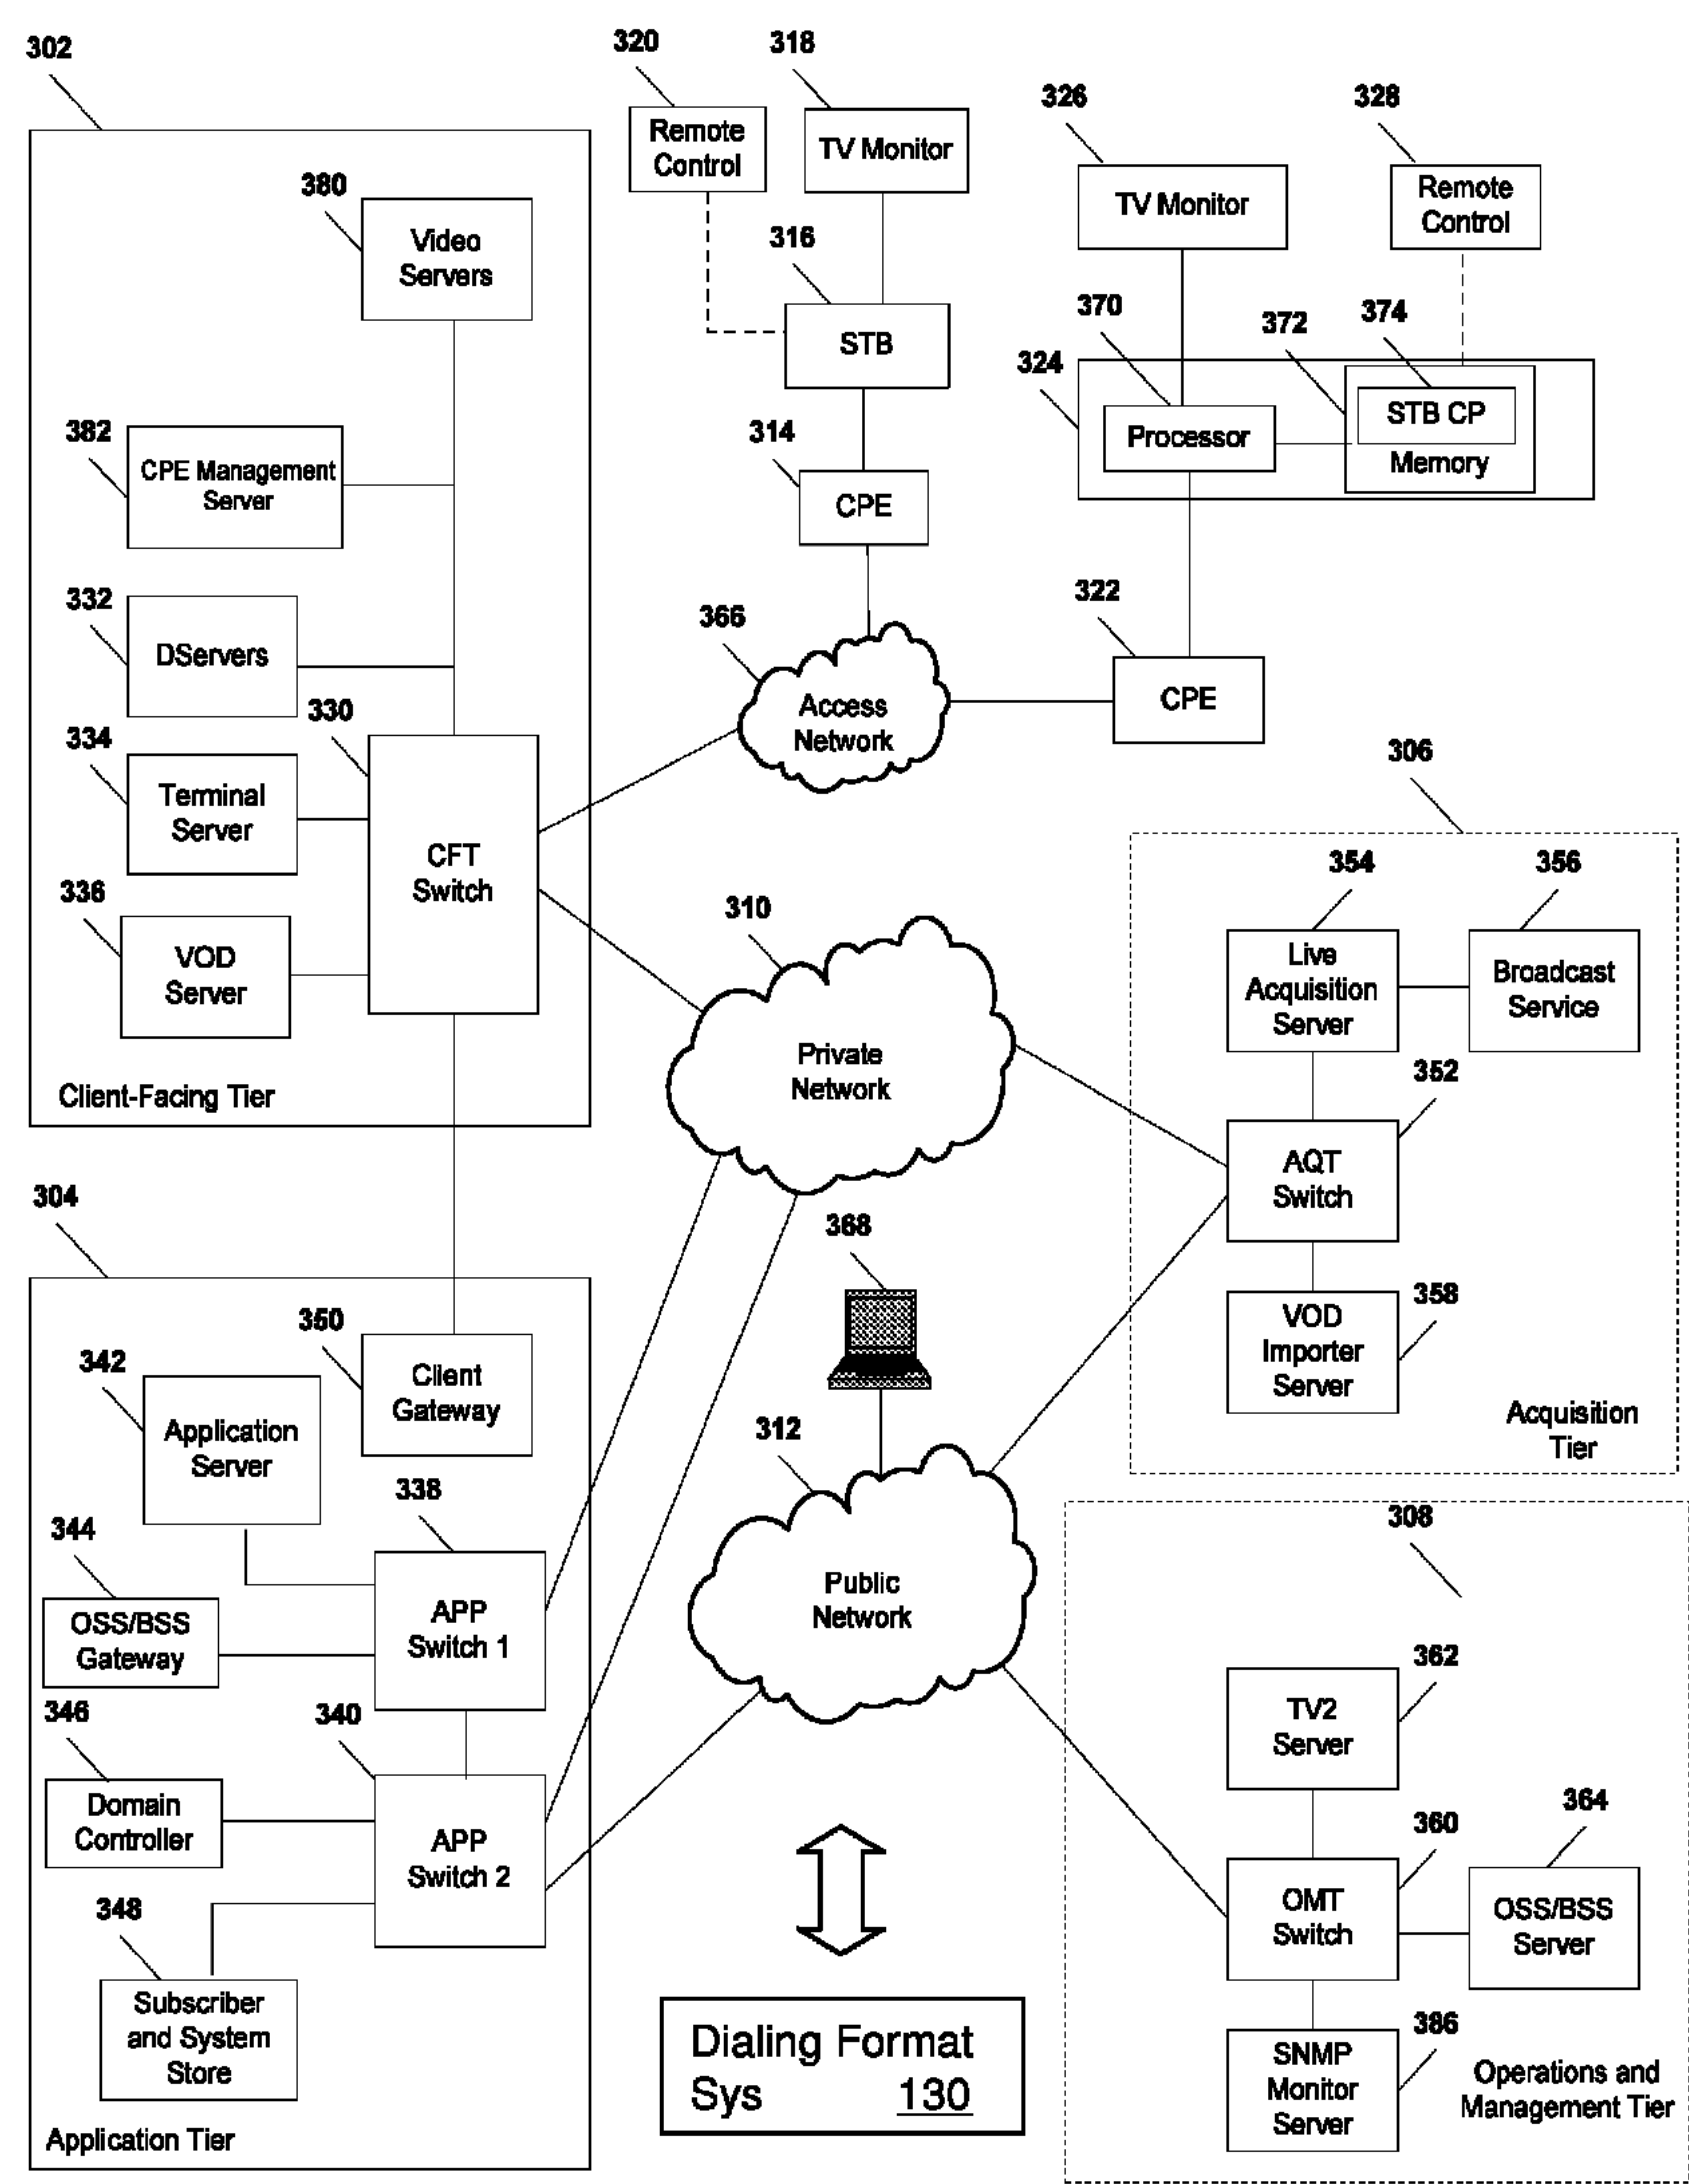 302
320
318
326
328
Remote
Control
TV Monitor
TV Monitor
Remote
Control
380
Video
Servers
316
STB
370
372
374
324
STB CP
Processor
Memory
382
CPE Management
Server
314
CPE
332
DServers
366
322
Access
Network
CPE
330
334
Terminal
Server
CFT
Switch
336
VOD
Server
Client-Facing Tier
306
354
356
Live
Acquisition
Server
Broadcast
Service
310
Private
Network
352
AQT
Switch
358
VOD
Importer
Server
Acquisition
Tier
304
368
350
Client
Gateway
342
Application
Server
312
Public
Network
338
344
OSS/BSS
Gateway
APP
Switch 1
346
340
Domain
Controller
APP
Switch 2
348
Subscriber
and System
Store
Application Tier
308
362
TV2
Server
360
364
OMT
Switch
OSS/BSS
Server
386
SNMP
Monitor
Server
Operations and
Management Tier
Dialing Format
Sys 130